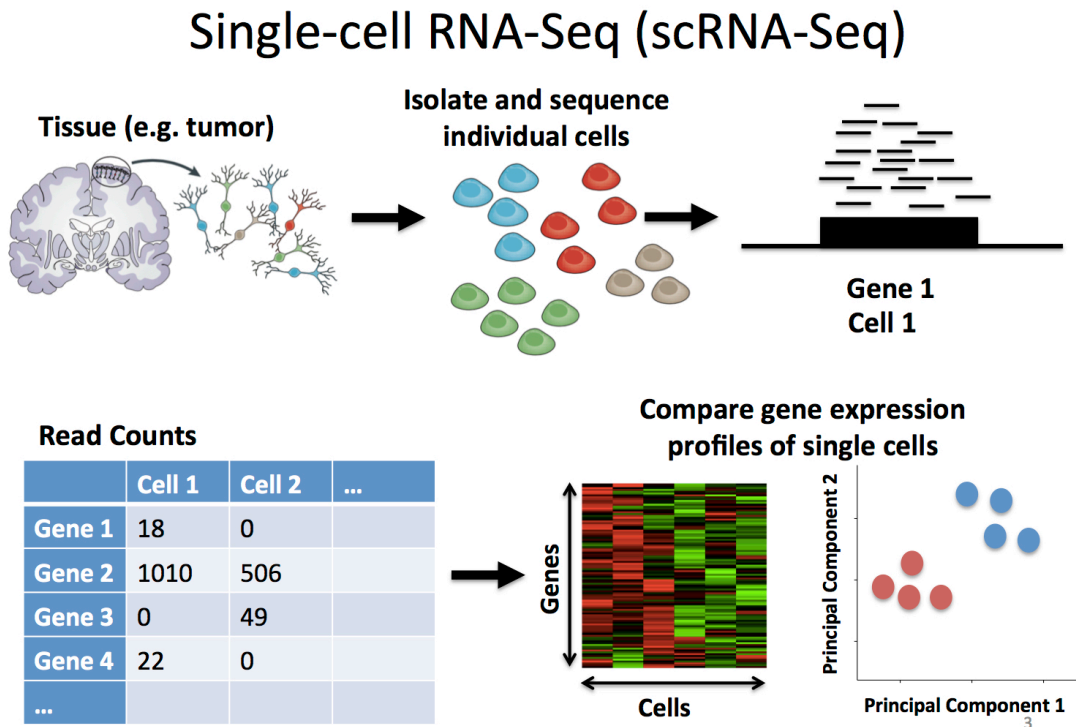 Single-cell RNA-Seq (scRNA-Seq)
Tissue (e.g. tumor)
Isolate and sequence
individual cells
Gene 1
Cell 1
Read Counts
Cell 1 Cell 2 ...
Gene 1 18 0
Gene 2 1010 506
Gene 3 0 49
Gene 4 22 0
...
Compare gene expression
profiles of single cells
Genes
Cells
Principal Component 2
Principal Component 1
3